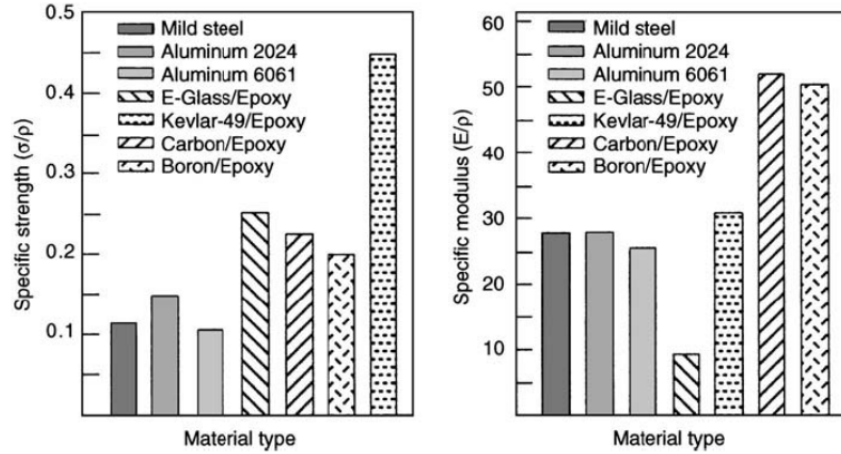 0.5
0.4
0.3
0.2
0.1
Specific strength (σ/ρ)
Mild steel
Aluminum 2024
Aluminum 6061
E-Glass/Epoxy
Kevlar-49/Epoxy
Carbon/Epoxy
Boron/Epoxy
Material type
60
50
40
30
20
10
Specific modulus (E/ρ)
Mild steel
Aluminum 2024
Aluminum 6061
E-Glass/Epoxy
Kevlar-49/Epoxy
Carbon/Epoxy
Boron/Epoxy
Material type